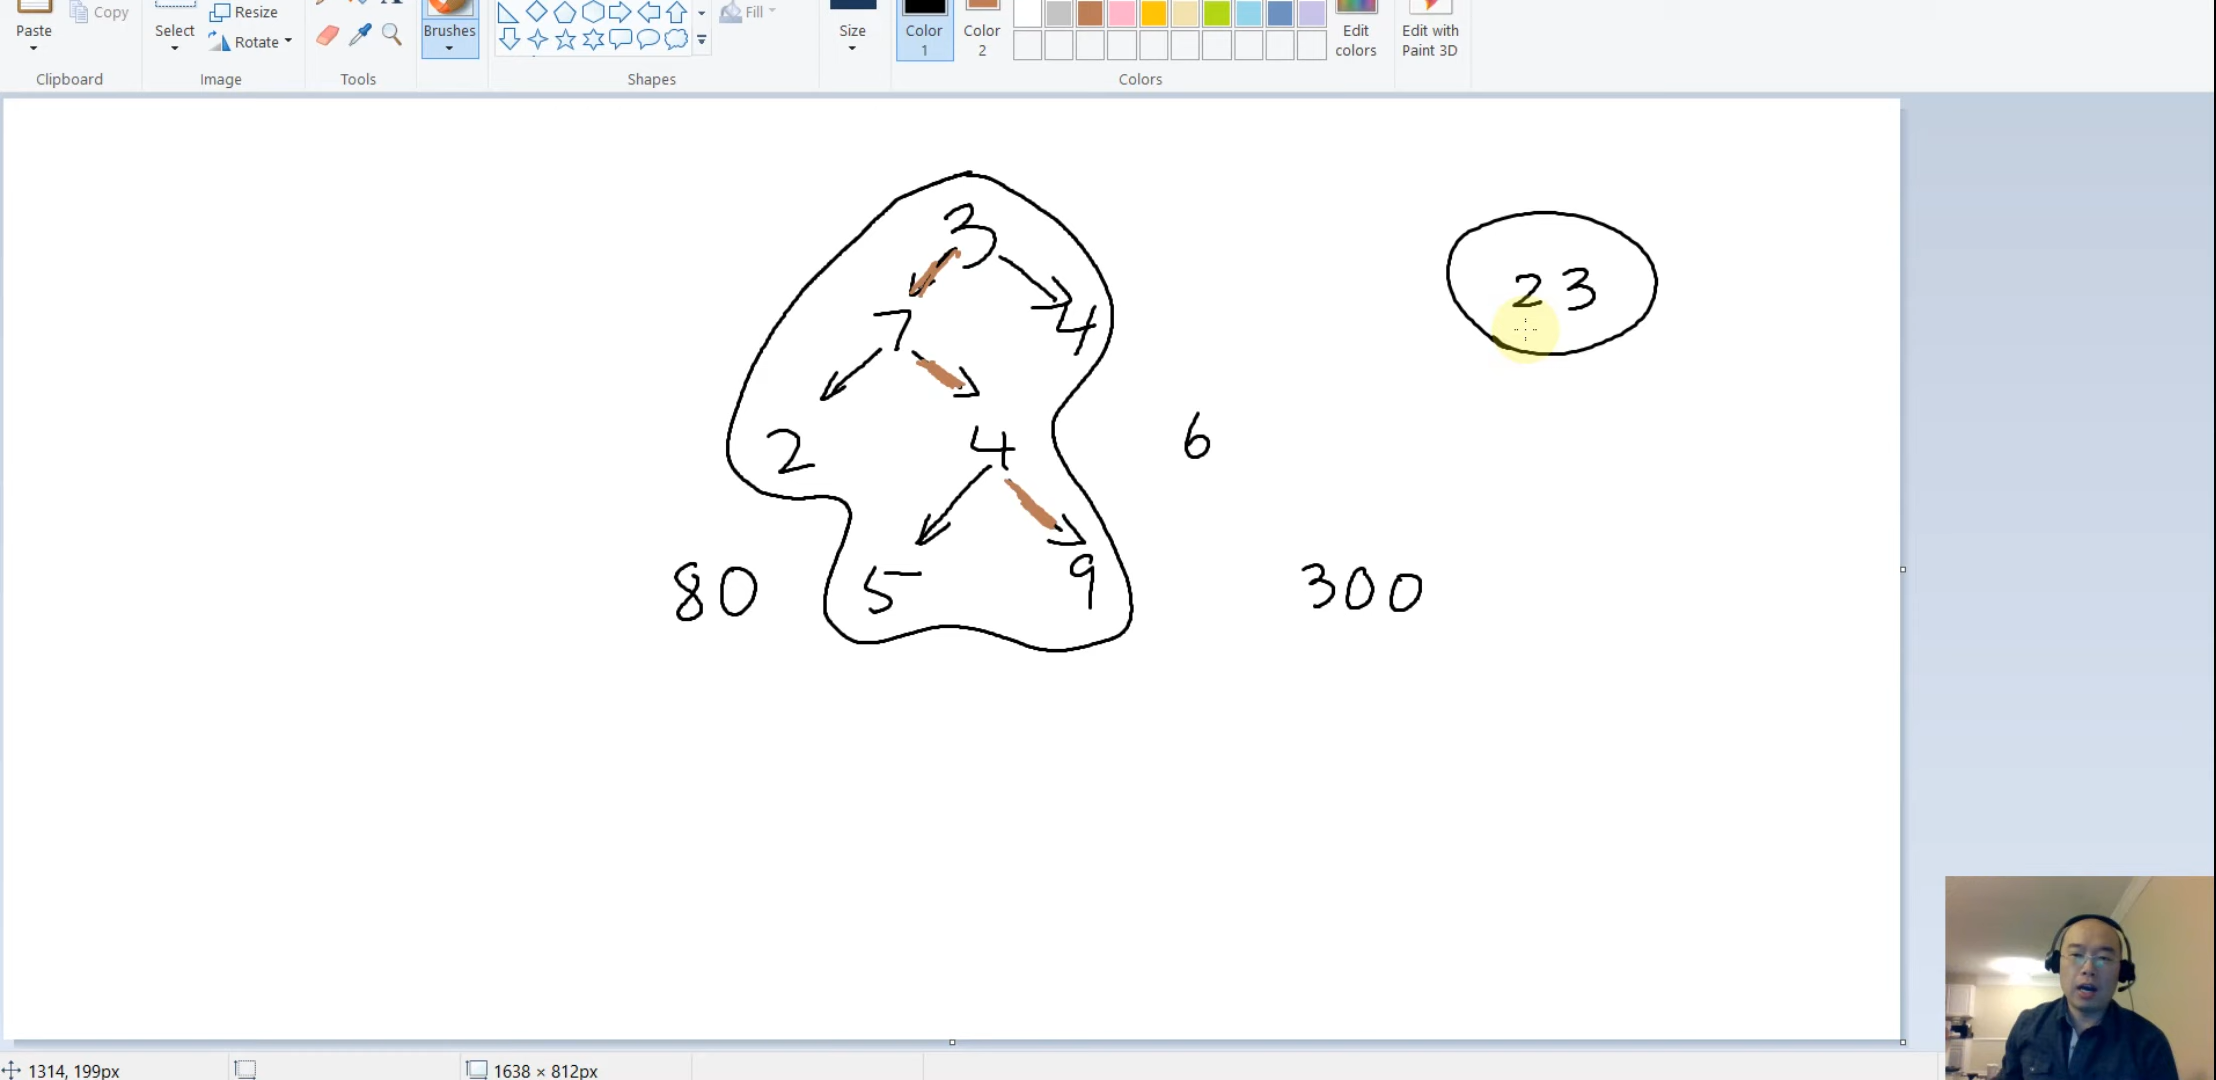 Paste
Copy
Select
Resize
Rotate
Brushes
Fill
Size
Color 1
Color 2
Edit colors
Edit with Paint 3D
Clipboard
Image
Tools
Shapes
Colors
3
23
7 4
2 4 6
80 5 9 300
1314, 199px
1638 × 812px